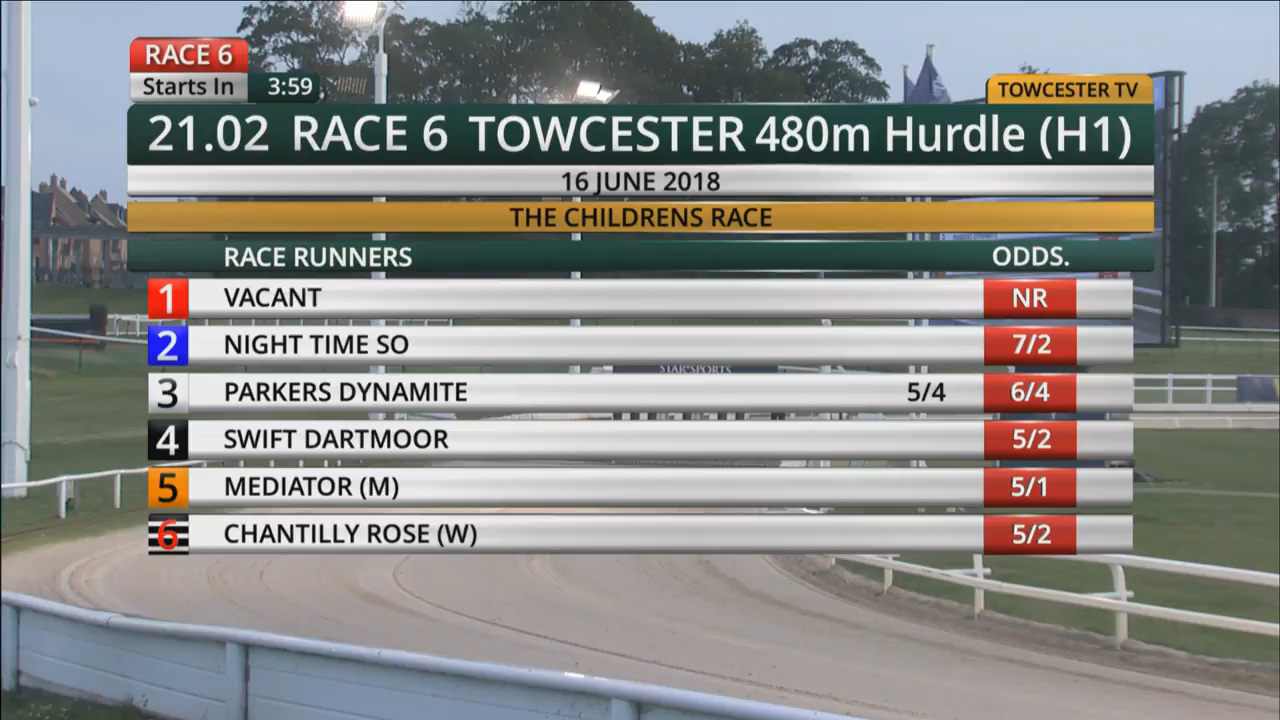 RACE 6
Starts In 3:59
TOWCESTER TV
21.02 RACE 6 TOWCESTER 480m Hurdle (H1)
16 JUNE 2018
THE CHILDRENS RACE
RACE RUNNERS ODDS.
1 VACANT NR
2 NIGHT TIME SO 7/2
STAR SPORTS
3 PARKERS DYNAMITE 5/4 6/4
4 SWIFT DARTMOOR 5/2
5 MEDIATOR (M) 5/1
6 CHANTILLY ROSE (W) 5/2